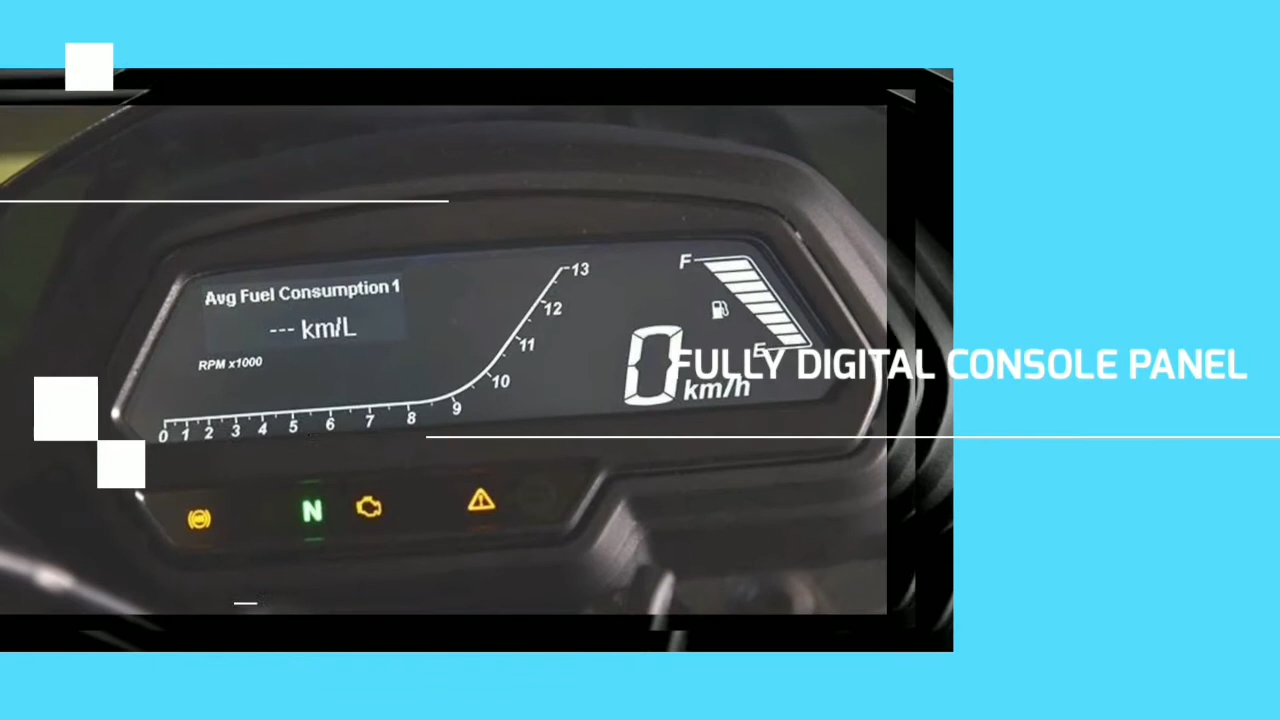 Avg Fuel Consumption 1
--- km/L
RPM x1000
0 1 2 3 4 5 6 7 8 9 10 11 12 13
F
E
0 km/h
FULLY DIGITAL CONSOLE PANEL
N